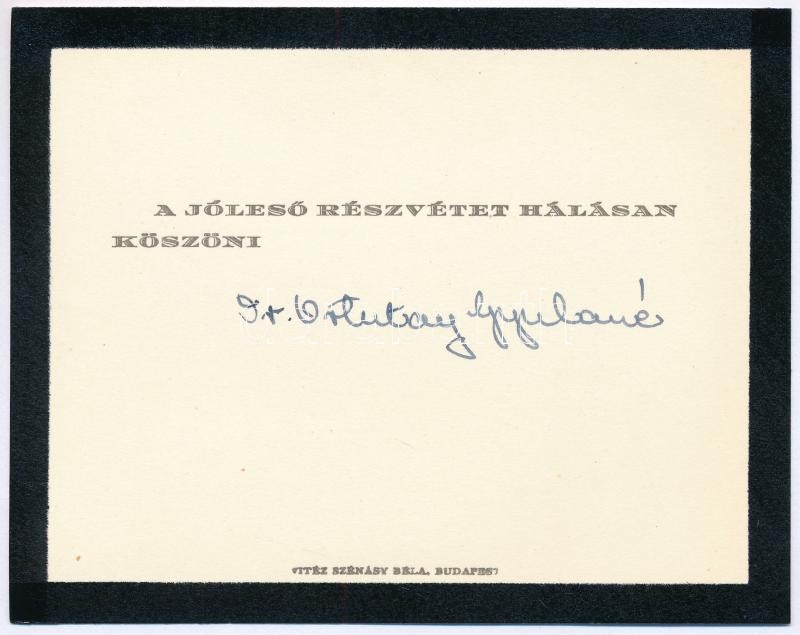 A JÓLESŐ RÉSZVÉTET HÁLÁSAN
KÖSZÖNI
Dr. Ortutay Gyuláné
VITÉZ SZÉNÁSY BÉLA, BUDAPEST